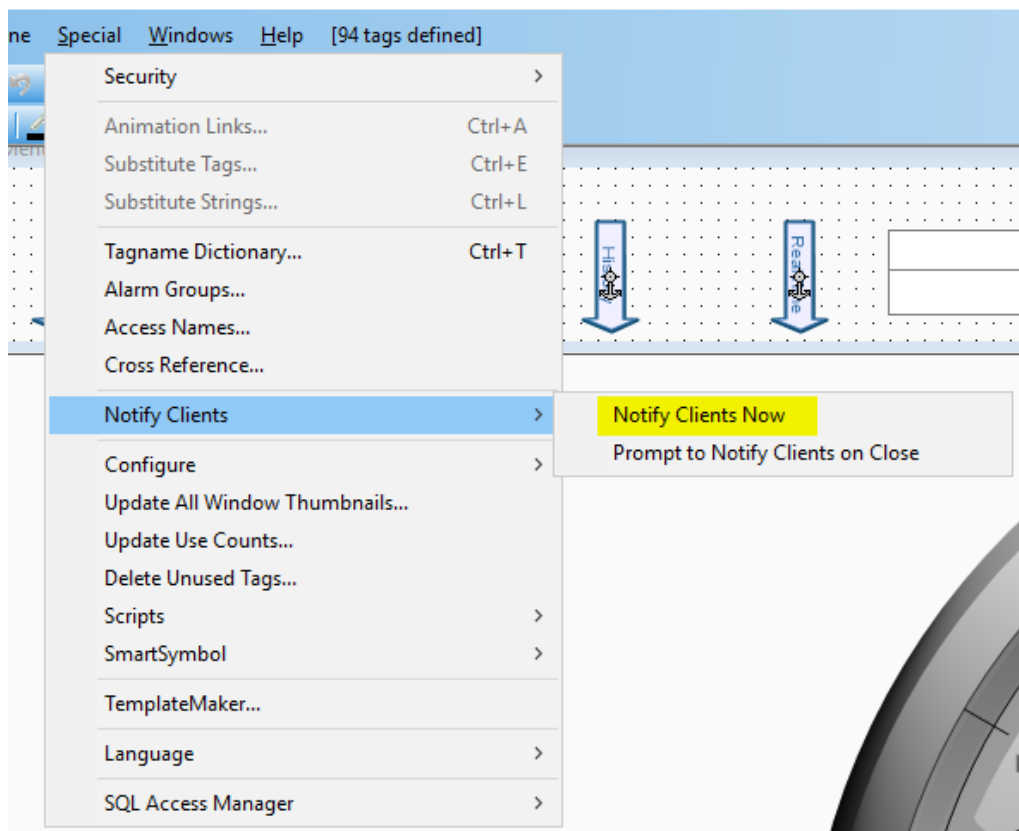 ne Special Windows Help [94 tags defined]
Security
Animation Links... Ctrl+A
Substitute Tags... Ctrl+E
Substitute Strings... Ctrl+L
Tagname Dictionary... Ctrl+T
Alarm Groups...
Access Names...
Cross Reference...
Notify Clients
Notify Clients Now
Prompt to Notify Clients on Close
Configure
Update All Window Thumbnails...
Update Use Counts...
Delete Unused Tags...
Scripts
SmartSymbol
TemplateMaker...
Language
SQL Access Manager